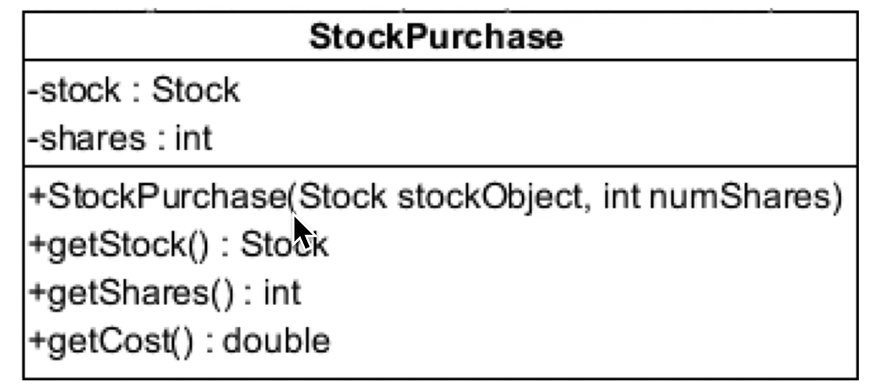 StockPurchase
-stock : Stock
-shares : int
+StockPurchase(Stock stockObject, int numShares)
+getStock() : Stock
+getShares() : int
+getCost() : double